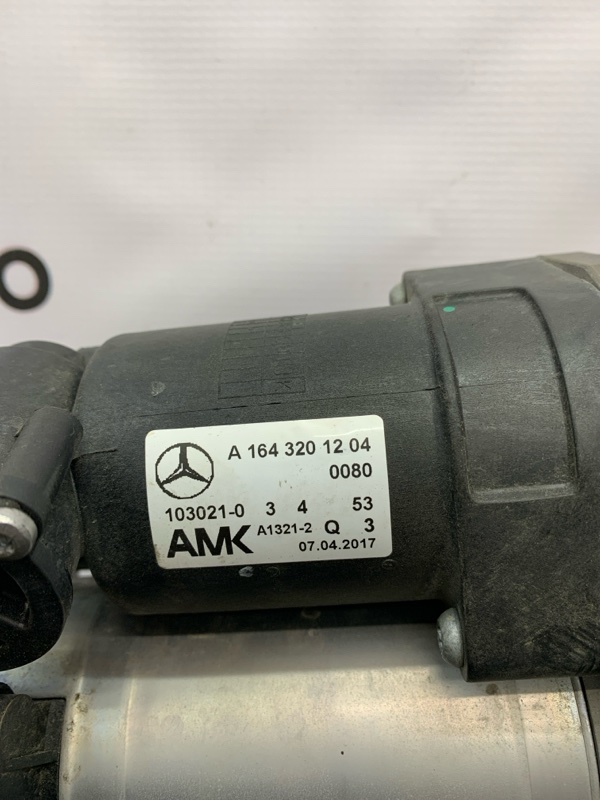 O
A 164 320 12 04
0080
103021-0 3 4 53
AMK A1321-2 Q 3
07.04.2017